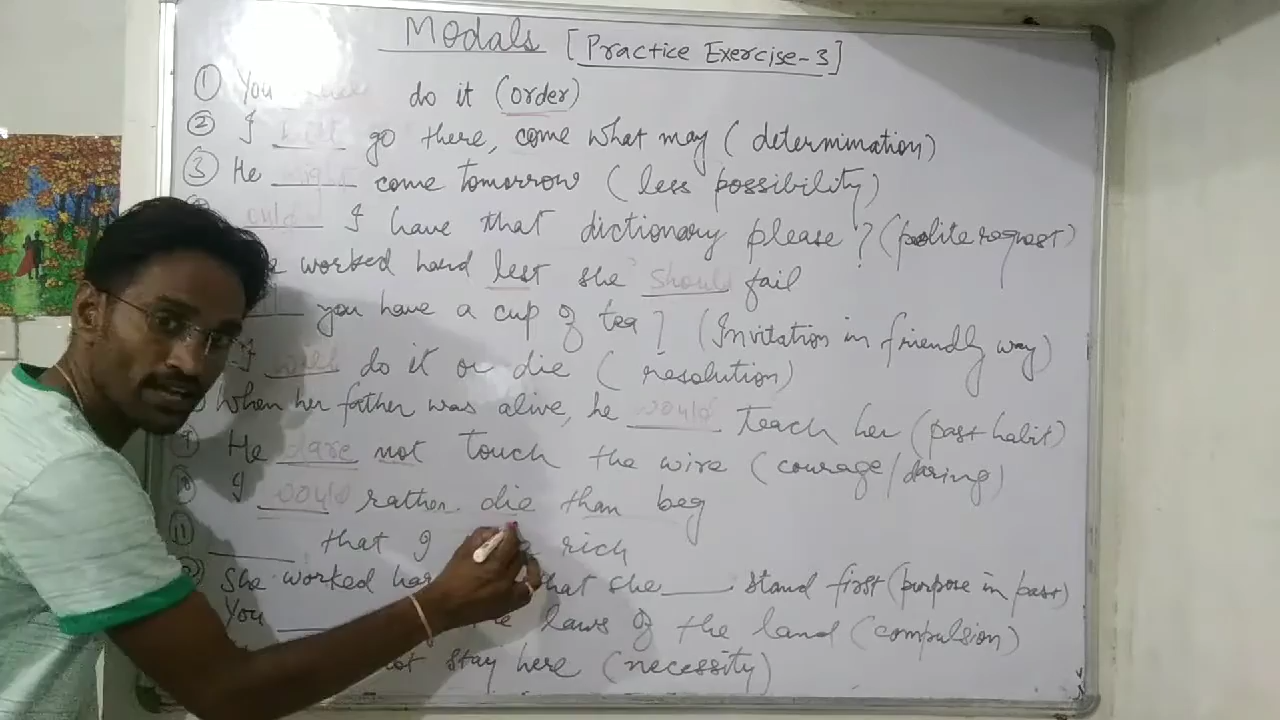 Modals [Practice Exercise-3]
① You do it (order)
② I will go there, come what may (determination)
③ He might come tomorrow (less possibility)
ould I have that dictionary please? (polite request)
worked hard lest she should fail
you have a cup of tea? (Invitation in friendly way)
I will do it or die (resolution)
When her father was alive, he would teach her (past habit)
He dare not touch the wire (courage/daring)
⑩ I would rather die than beg
⑪ ____ that I rich
She worked that she ____ stand first (purpose in past)
You ____ laws of the land (compulsion)
not stay here (necessity)